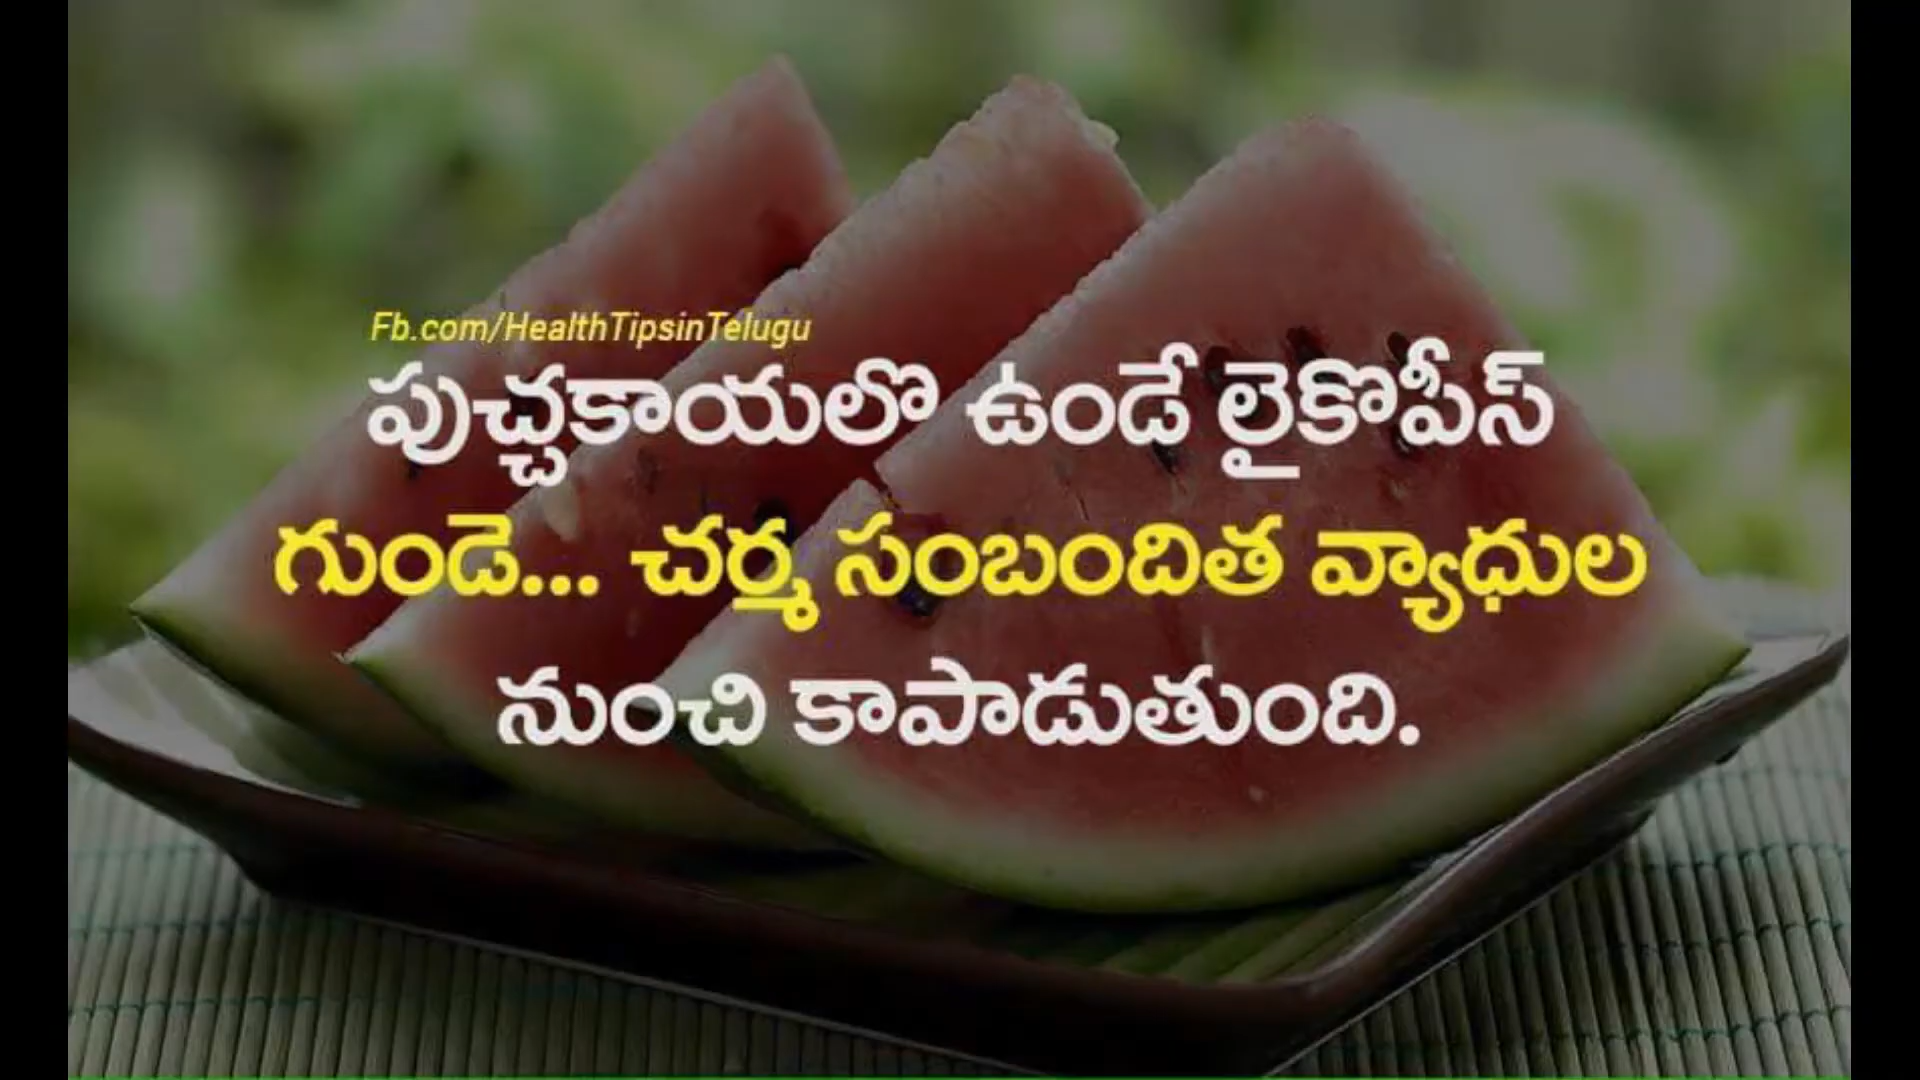 Fb.com/HealthTipsinTelugu
పుచ్చకాయలొ ఉండే లైకొపీస్
గుండె... చర్మ సంబందిత వ్యాధుల
నుంచి కాపాడుతుంది.